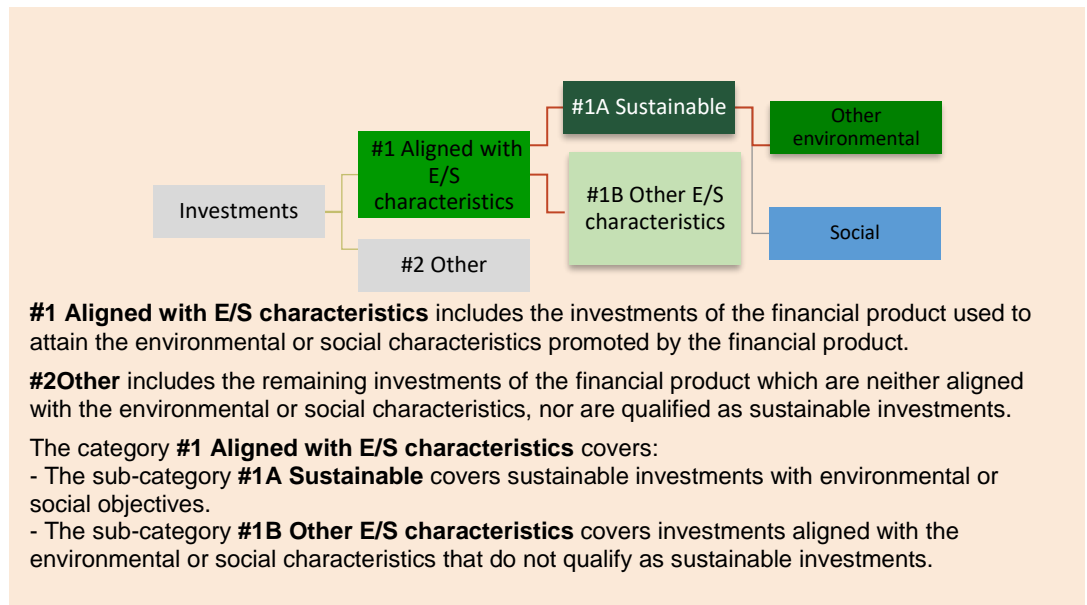 #1A Sustainable
Other
environmental
#1 Aligned with
E/S
characteristics
Investments
#1B Other E/S
characteristics
Social
#2 Other
#1 Aligned with E/S characteristics includes the investments of the financial product used to
attain the environmental or social characteristics promoted by the financial product.
#2Other includes the remaining investments of the financial product which are neither aligned
with the environmental or social characteristics, nor are qualified as sustainable investments.
The category #1 Aligned with E/S characteristics covers:
- The sub-category #1A Sustainable covers sustainable investments with environmental or
social objectives.
- The sub-category #1B Other E/S characteristics covers investments aligned with the
environmental or social characteristics that do not qualify as sustainable investments.